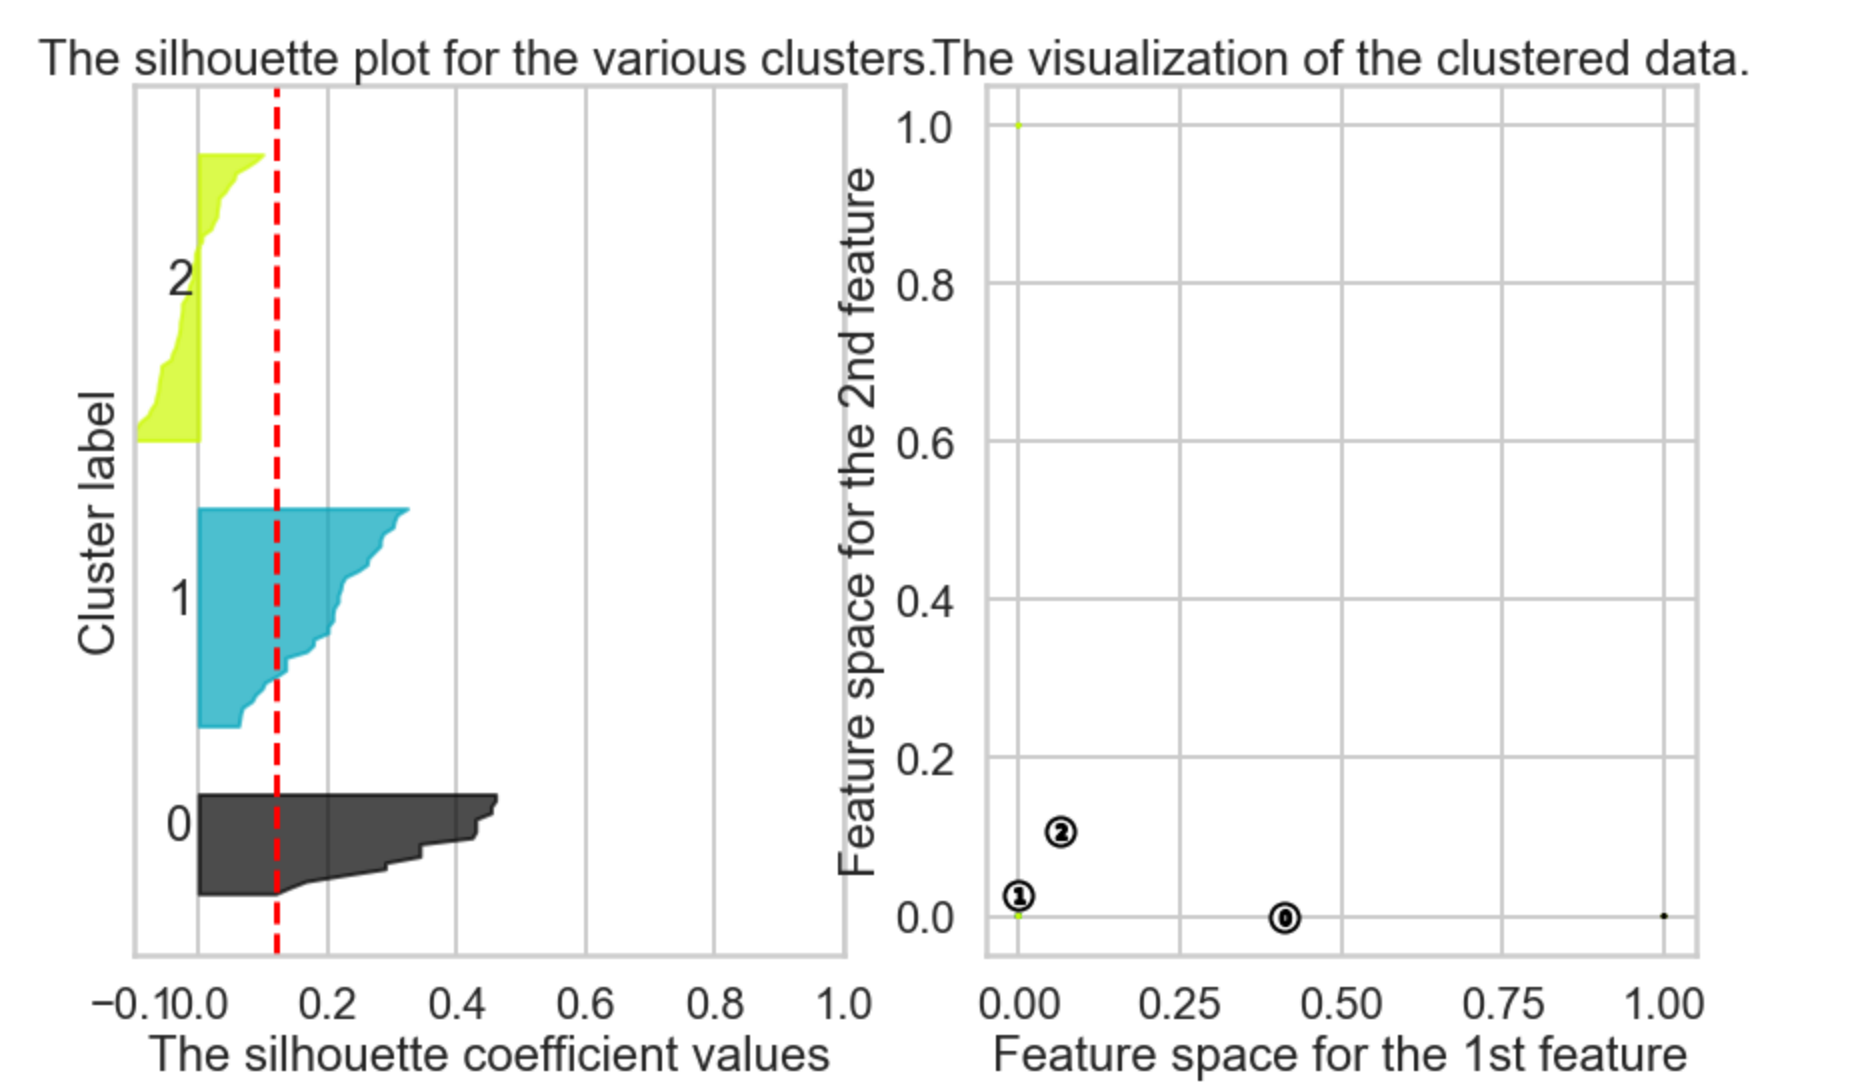 The silhouette plot for the various clusters.
Cluster label
2
1
0
−0.1 0.0 0.2 0.4 0.6 0.8 1.0
The silhouette coefficient values
The visualization of the clustered data.
Feature space for the 2nd feature
1.0
0.8
0.6
0.4
0.2
0.0
2
1
0
0.00 0.25 0.50 0.75 1.00
Feature space for the 1st feature